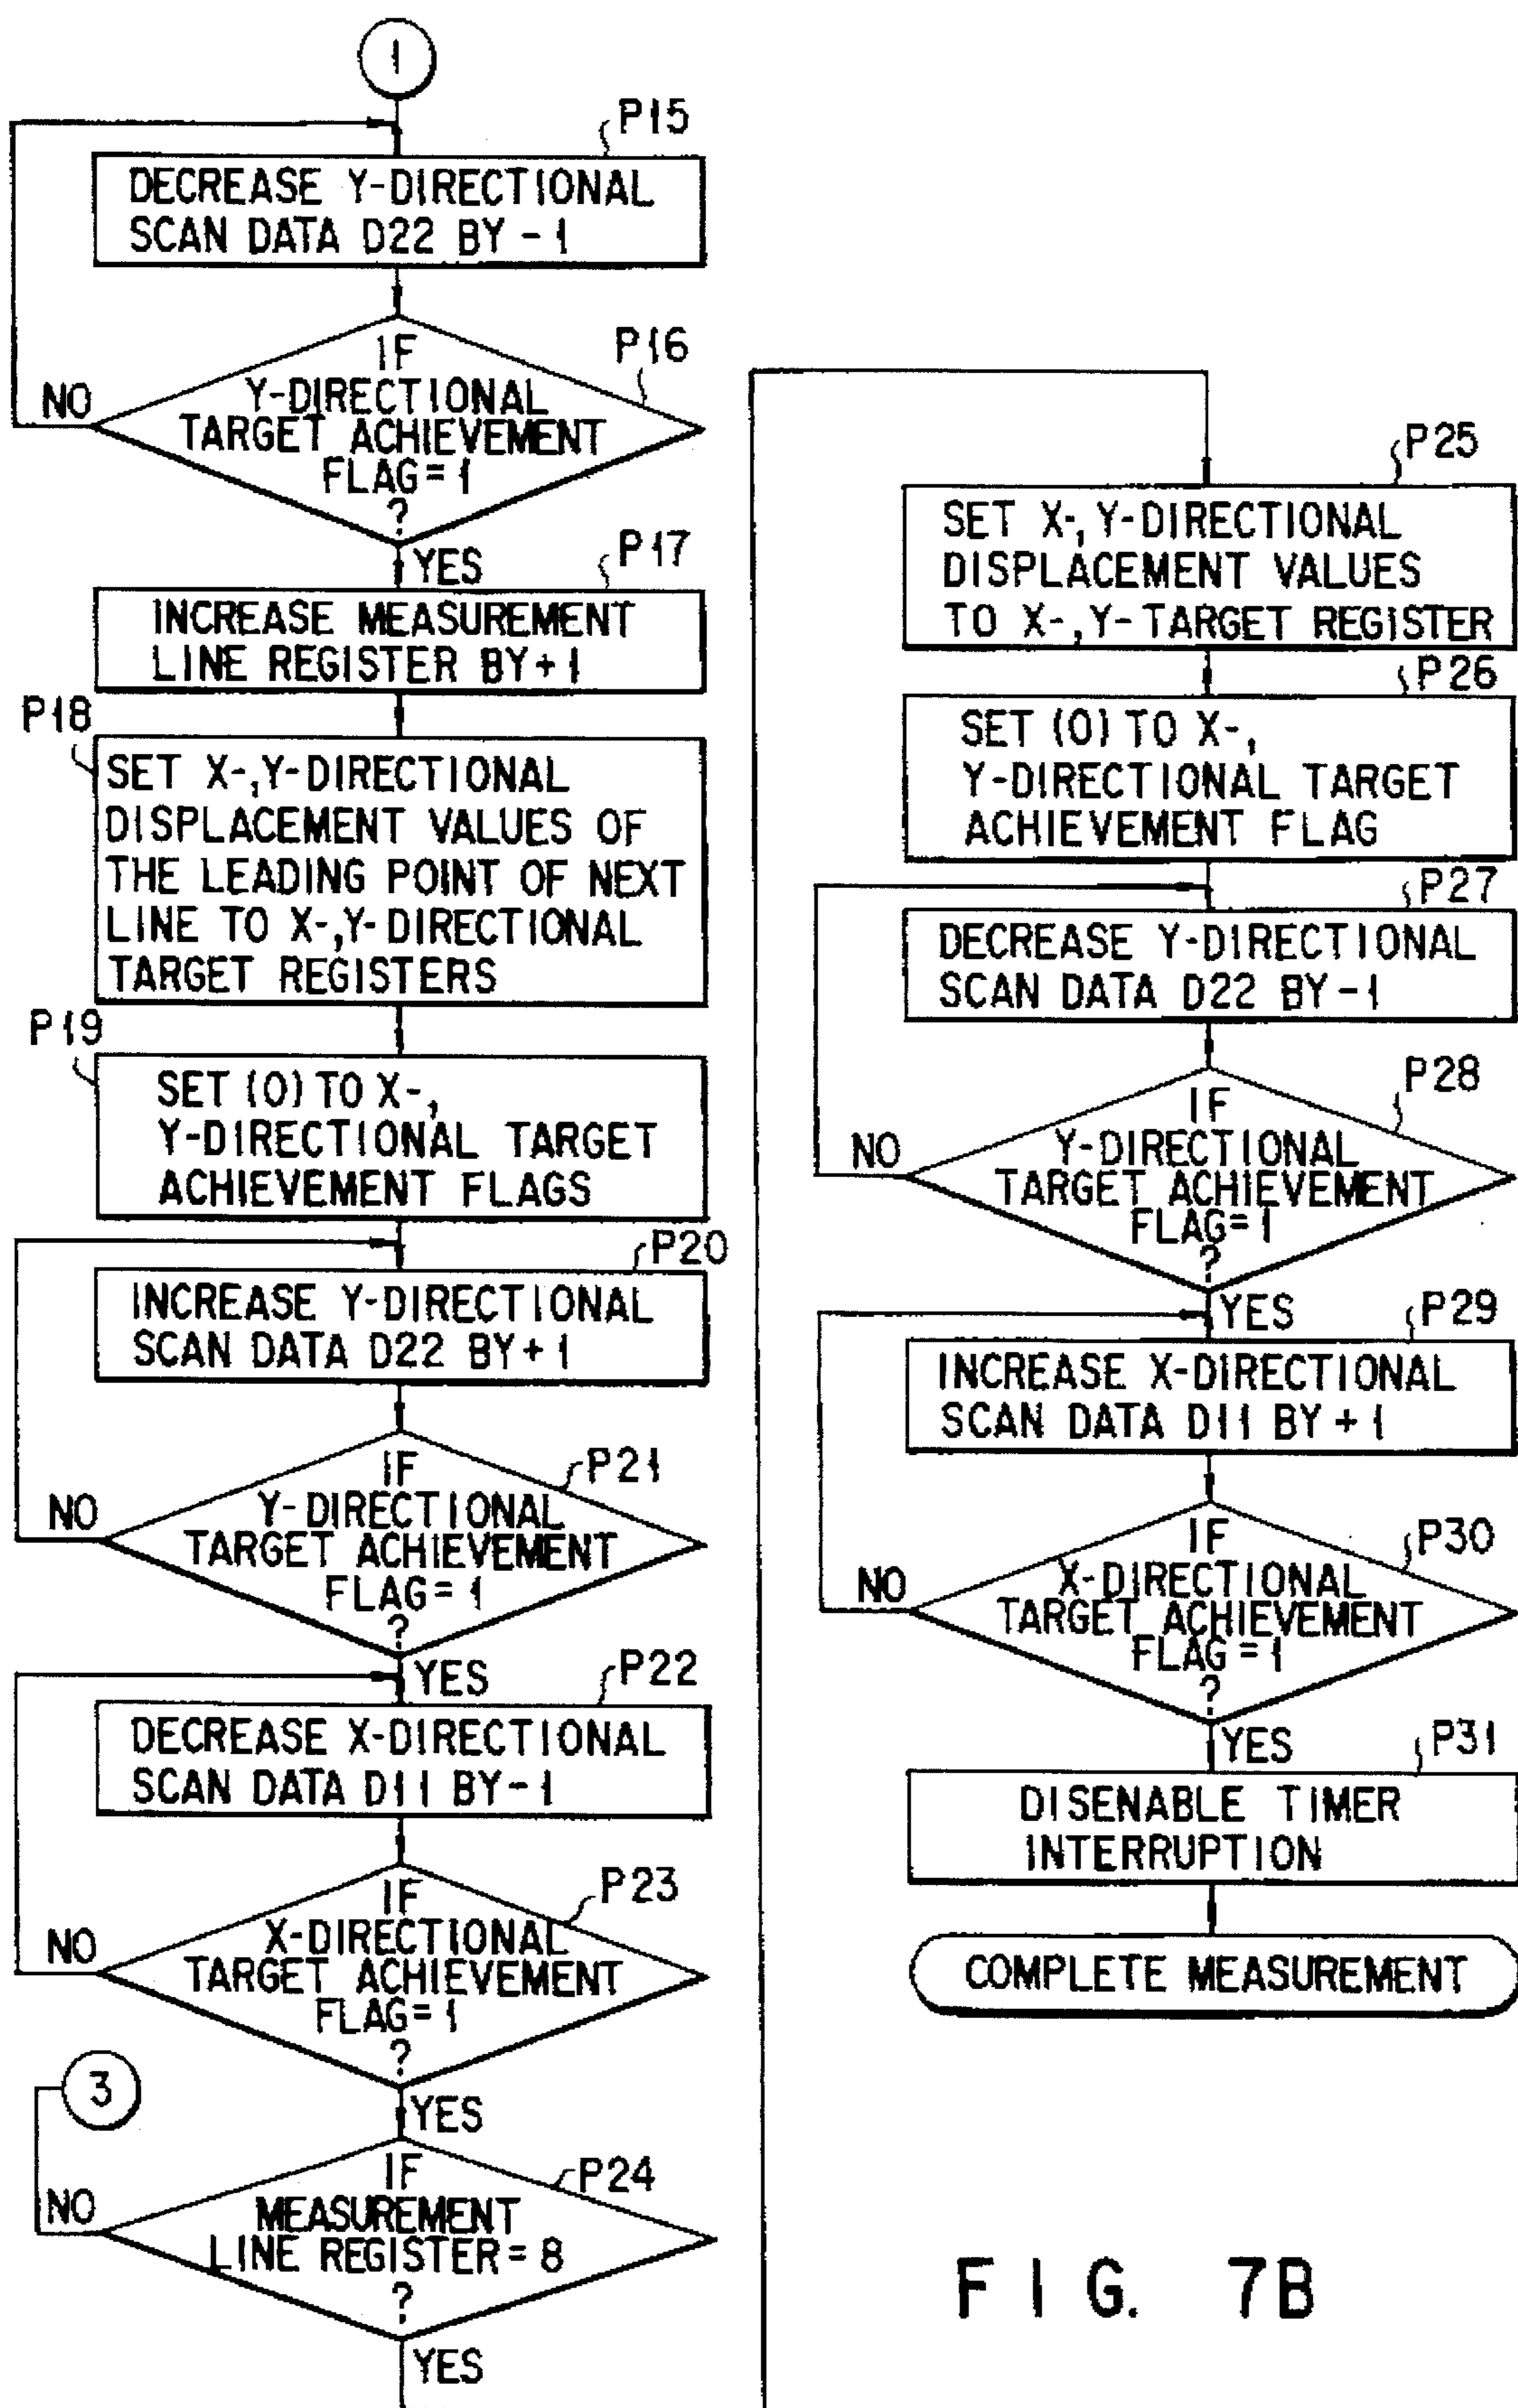 1
P15
DECREASE Y-DIRECTIONAL
SCAN DATA D22 BY -1
P16
IF
Y-DIRECTIONAL
TARGET ACHIEVEMENT
FLAG=1
?
NO
YES
P17
INCREASE MEASUREMENT
LINE REGISTER BY+1
P18
SET X-,Y-DIRECTIONAL
DISPLACEMENT VALUES OF
THE LEADING POINT OF NEXT
LINE TO X-,Y-DIRECTIONAL
TARGET REGISTERS
P19
SET (0) TO X-,
Y-DIRECTIONAL TARGET
ACHIEVEMENT FLAGS
P20
INCREASE Y-DIRECTIONAL
SCAN DATA D22 BY+1
P21
IF
Y-DIRECTIONAL
TARGET ACHIEVEMENT
FLAG=1
?
NO
YES
P22
DECREASE X-DIRECTIONAL
SCAN DATA D11 BY-1
P23
IF
X-DIRECTIONAL
TARGET ACHIEVEMENT
FLAG=1
?
NO
YES
3
P24
IF
MEASUREMENT
LINE REGISTER=8
?
NO
YES
P25
SET X-,Y-DIRECTIONAL
DISPLACEMENT VALUES
TO X-,Y-TARGET REGISTER
P26
SET (0) TO X-,
Y-DIRECTIONAL TARGET
ACHIEVEMENT FLAG
P27
DECREASE Y-DIRECTIONAL
SCAN DATA D22 BY-1
P28
IF
Y-DIRECTIONAL
TARGET ACHIEVEMENT
FLAG=1
?
NO
YES
P29
INCREASE X-DIRECTIONAL
SCAN DATA D11 BY+1
P30
IF
X-DIRECTIONAL
TARGET ACHIEVEMENT
FLAG=1
?
NO
YES
P31
DISENABLE TIMER
INTERRUPTION
COMPLETE MEASUREMENT
FIG. 7B